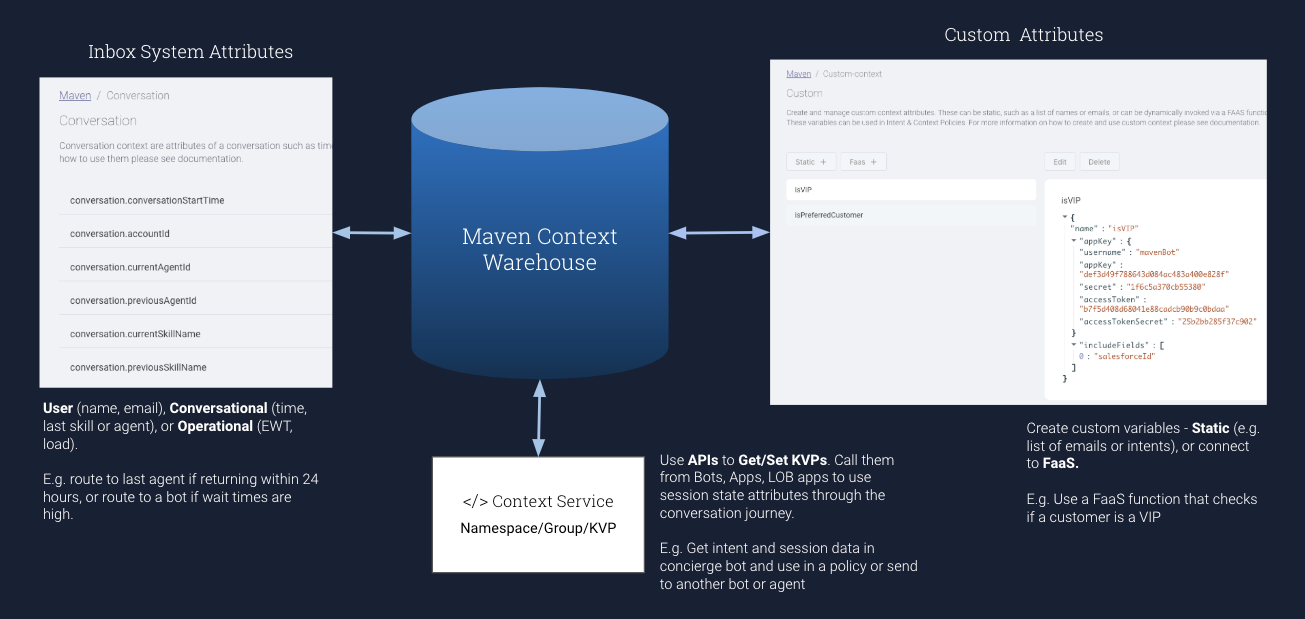 Inbox System Attributes
Maven / Conversation
Conversation
Conversation context are attributes of a conversation such as tim
how to use them please see documentation.
conversation.conversationStartTime
conversation.accountId
conversation.currentAgentId
conversation.previousAgentId
conversation.currentSkillName
conversation.previousSkillName
User (name, email), Conversational (time,
last skill or agent), or Operational (EWT,
load).
E.g. route to last agent if returning within 24
hours, or route to a bot if wait times are
high.
Maven Context
Warehouse
</> Context Service
Namespace/Group/KVP
Use APIs to Get/Set KVPs. Call them
from Bots, Apps, LOB apps to use
session state attributes through the
conversation journey.
E.g. Get intent and session data in
concierge bot and use in a policy or send
to another bot or agent
Custom Attributes
Maven / Custom-context
Custom
Create and manage custom context attributes. These can be static, such as a list of names or emails, or can be dynamically invoked via a FAAS functio
These variables can be used in Intent & Context Policies. For more information on how to create and use custom context please see documentation
Static +
Faas +
Edit
Delete
isVIP
isPreferredCustomer
isVIP
{
"name" : "isVIP"
"appKey" : {
"username" : "mavenBot"
"appKey" :
"def3d49f788643d084ac483a400e828f"
"secret" : "1f6c5a370cb55380"
"accessToken" :
"b7f5d408d68041e88cadcb90b9c0bdaa"
"accessTokenSecret" : "25b2bb285f37c902"
}
"includeFields" : [
0 : "salesforceId"
]
}
Create custom variables - Static (e.g.
list of emails or intents), or connect
to FaaS.
E.g. Use a FaaS function that checks
if a customer is a VIP